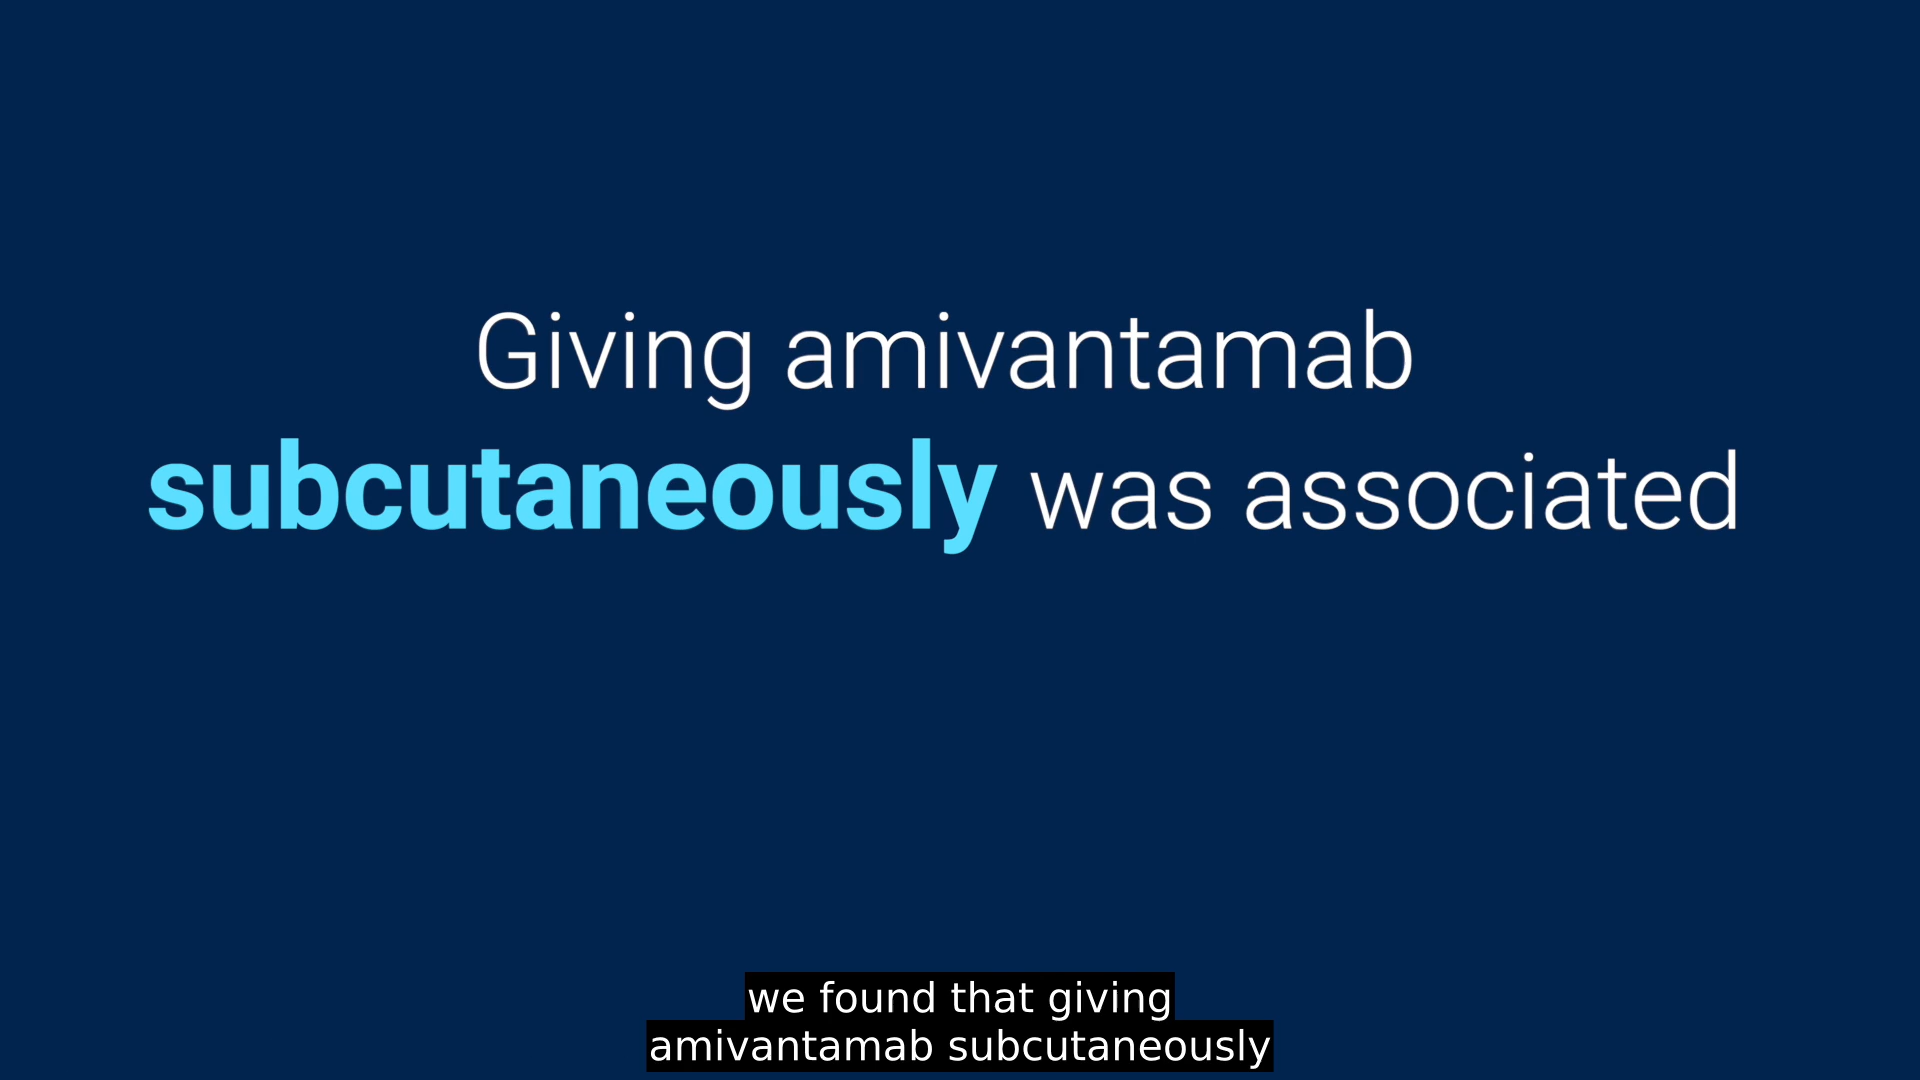 Giving amivantamab
subcutaneously was associated
we found that giving
amivantamab subcutaneously